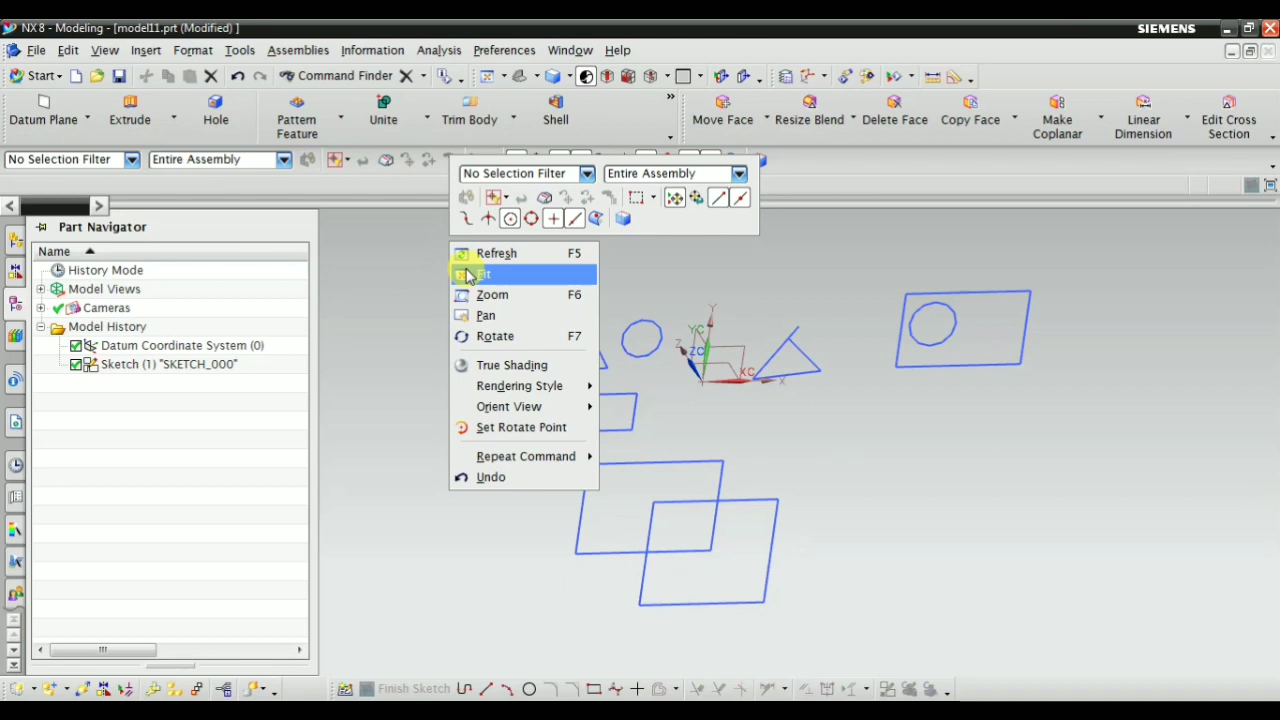 NX 8 - Modeling - [model11.prt (Modified) ]
SIEMENS
File Edit View Insert Format Tools Assemblies Information Analysis Preferences Window Help
Start Command Finder
Datum Plane Extrude Hole Pattern Feature Unite Trim Body Shell Move Face Resize Blend Delete Face Copy Face Make Coplanar Linear Dimension Edit Cross Section
No Selection Filter Entire Assembly
No Selection Filter Entire Assembly
Part Navigator
Name
History Mode
Model Views
Cameras
Model History
Datum Coordinate System (0)
Sketch (1) "SKETCH_000"
Refresh F5
Fit
Zoom F6
Pan
Rotate F7
True Shading
Rendering Style
Orient View
Set Rotate Point
Repeat Command
Undo
Y
YC
Z
ZC
XC
X
Finish Sketch